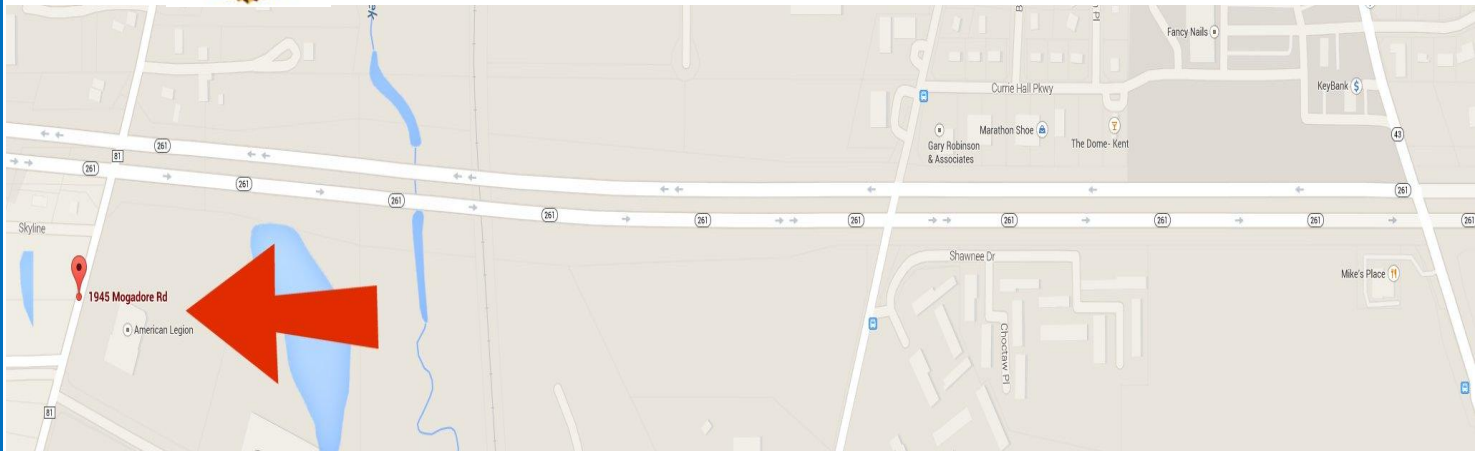 Fancy Nails
KeyBank
$
Currie Hall Pkwy
Marathon Shoe
The Dome- Kent
Gary Robinson
& Associates
43
81
261
261
261
261
261
261
261
261
261
261
261
261
Skyline
Shawnee Dr
Mike's Place
1945 Mogadore Rd
American Legion
Choctaw Pl
81